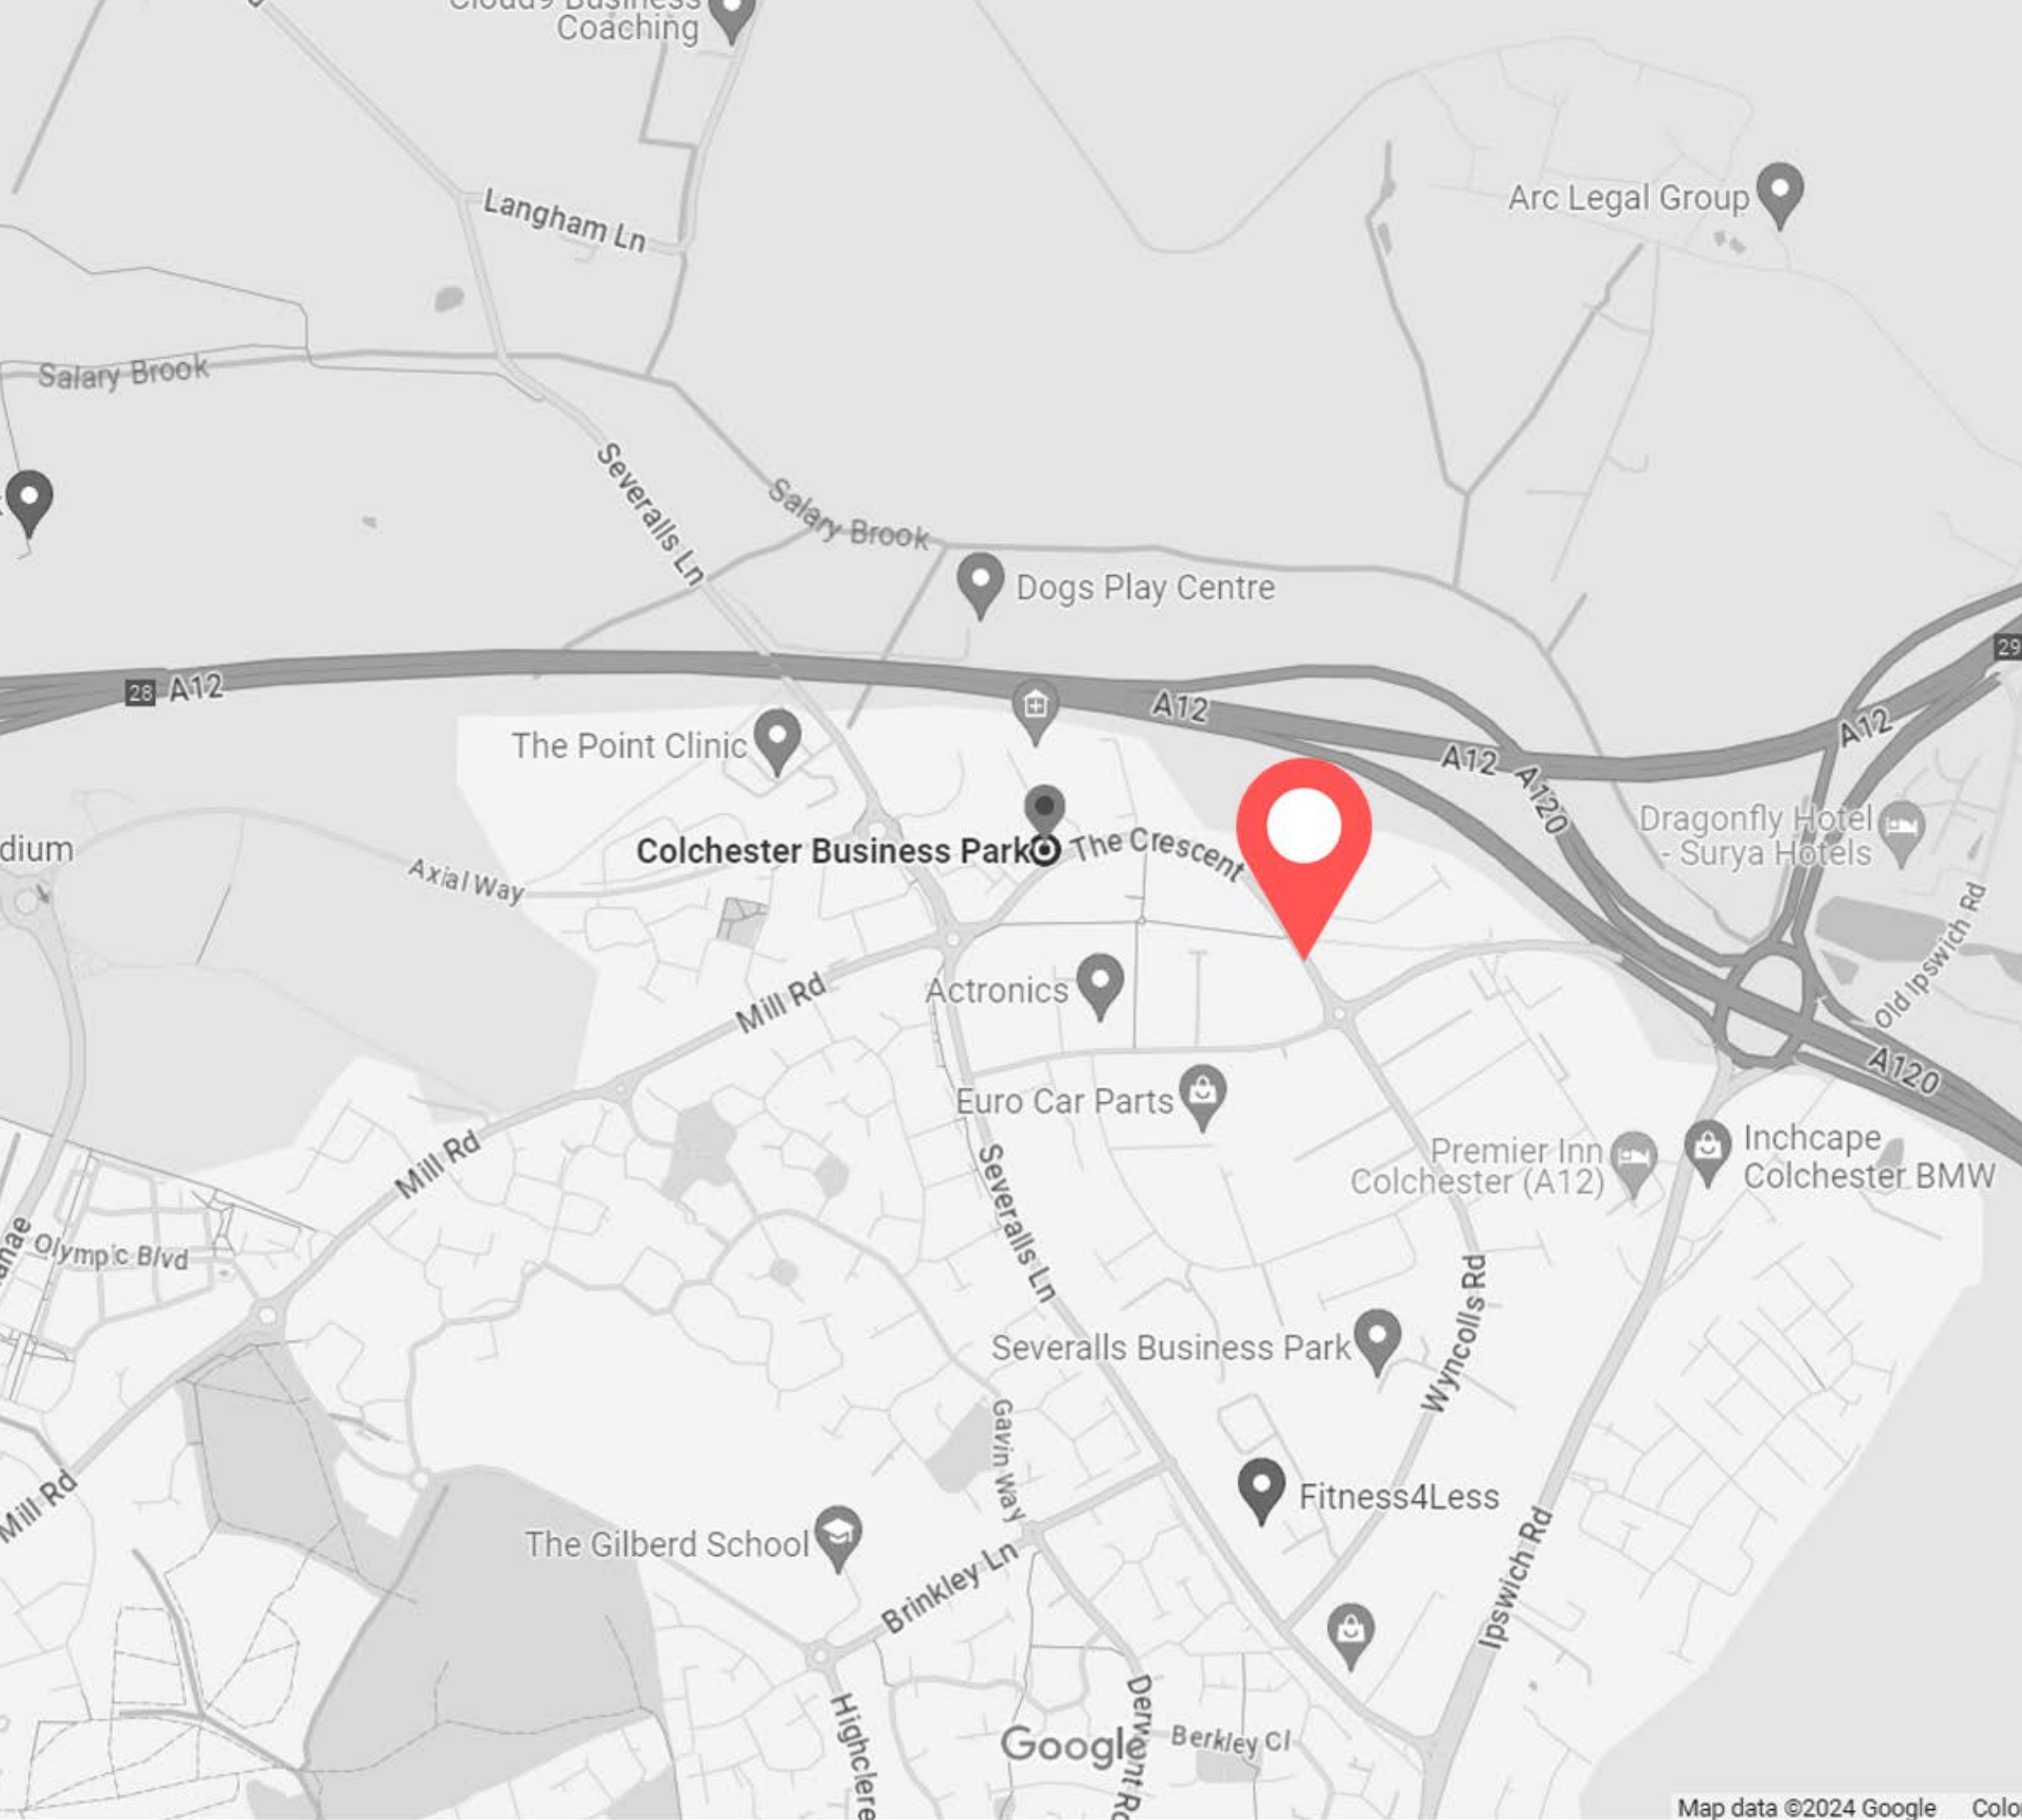 Cloud9 Business
Coaching
Langham Ln
Arc Legal Group
Salary Brook
Severalls Ln
Salary Brook
Dogs Play Centre
28
A12
29
A12
A12
A12
A120
The Point Clinic
Colchester Business Park
The Crescent
Dragonfly Hotel
- Surya Hotels
dium
Axial Way
Old Ipswich Rd
Actronics
Mill Rd
A120
Euro Car Parts
Premier Inn
Colchester (A12)
Inchcape
Colchester BMW
Mill Rd
Severalls Ln
Olympic Blvd
Wyncolls Rd
Severalls Business Park
Gavin Way
Mill Rd
Fitness4Less
The Gilberd School
Brinkley Ln
Ipswich Rd
Highclere
Derwent Rd
Google
Berkley Cl
Map data ©2024 Google